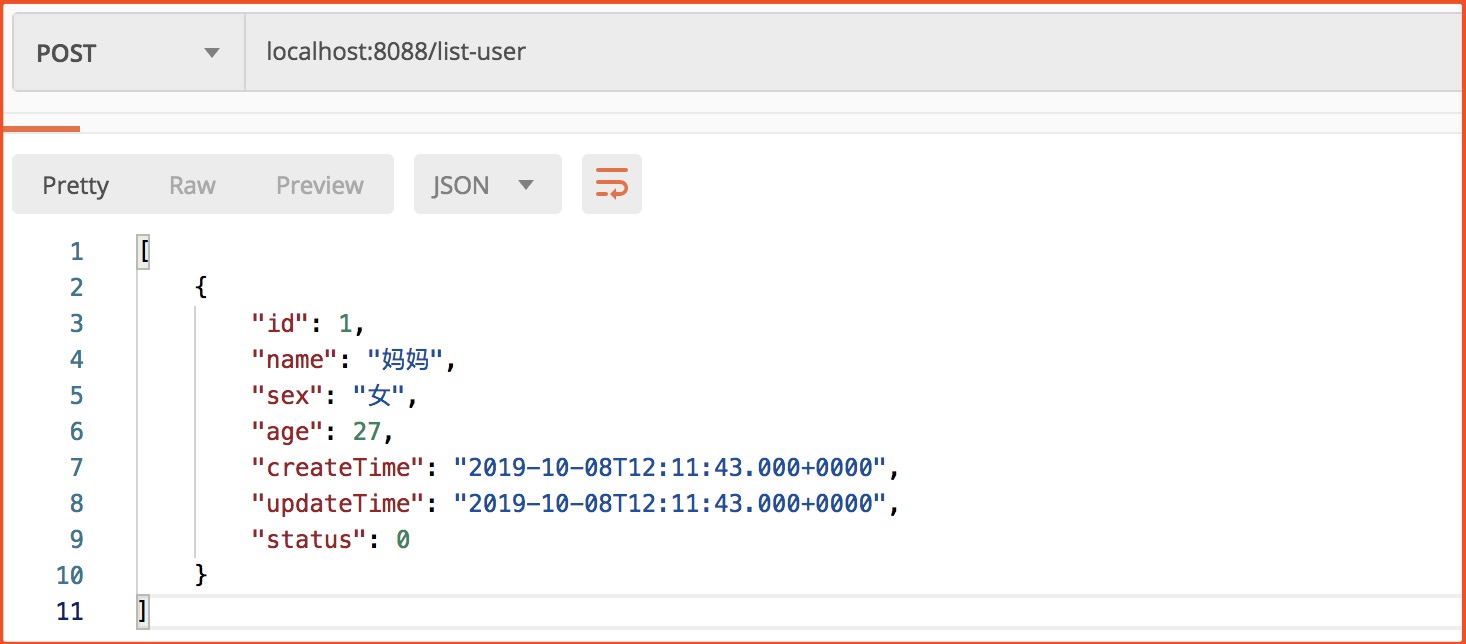 POST localhost:8088/list-user
Pretty Raw Preview JSON
1 [
2 {
3 "id": 1,
4 "name": "妈妈",
5 "sex": "女",
6 "age": 27,
7 "createTime": "2019-10-08T12:11:43.000+0000",
8 "updateTime": "2019-10-08T12:11:43.000+0000",
9 "status": 0
10 }
11 ]